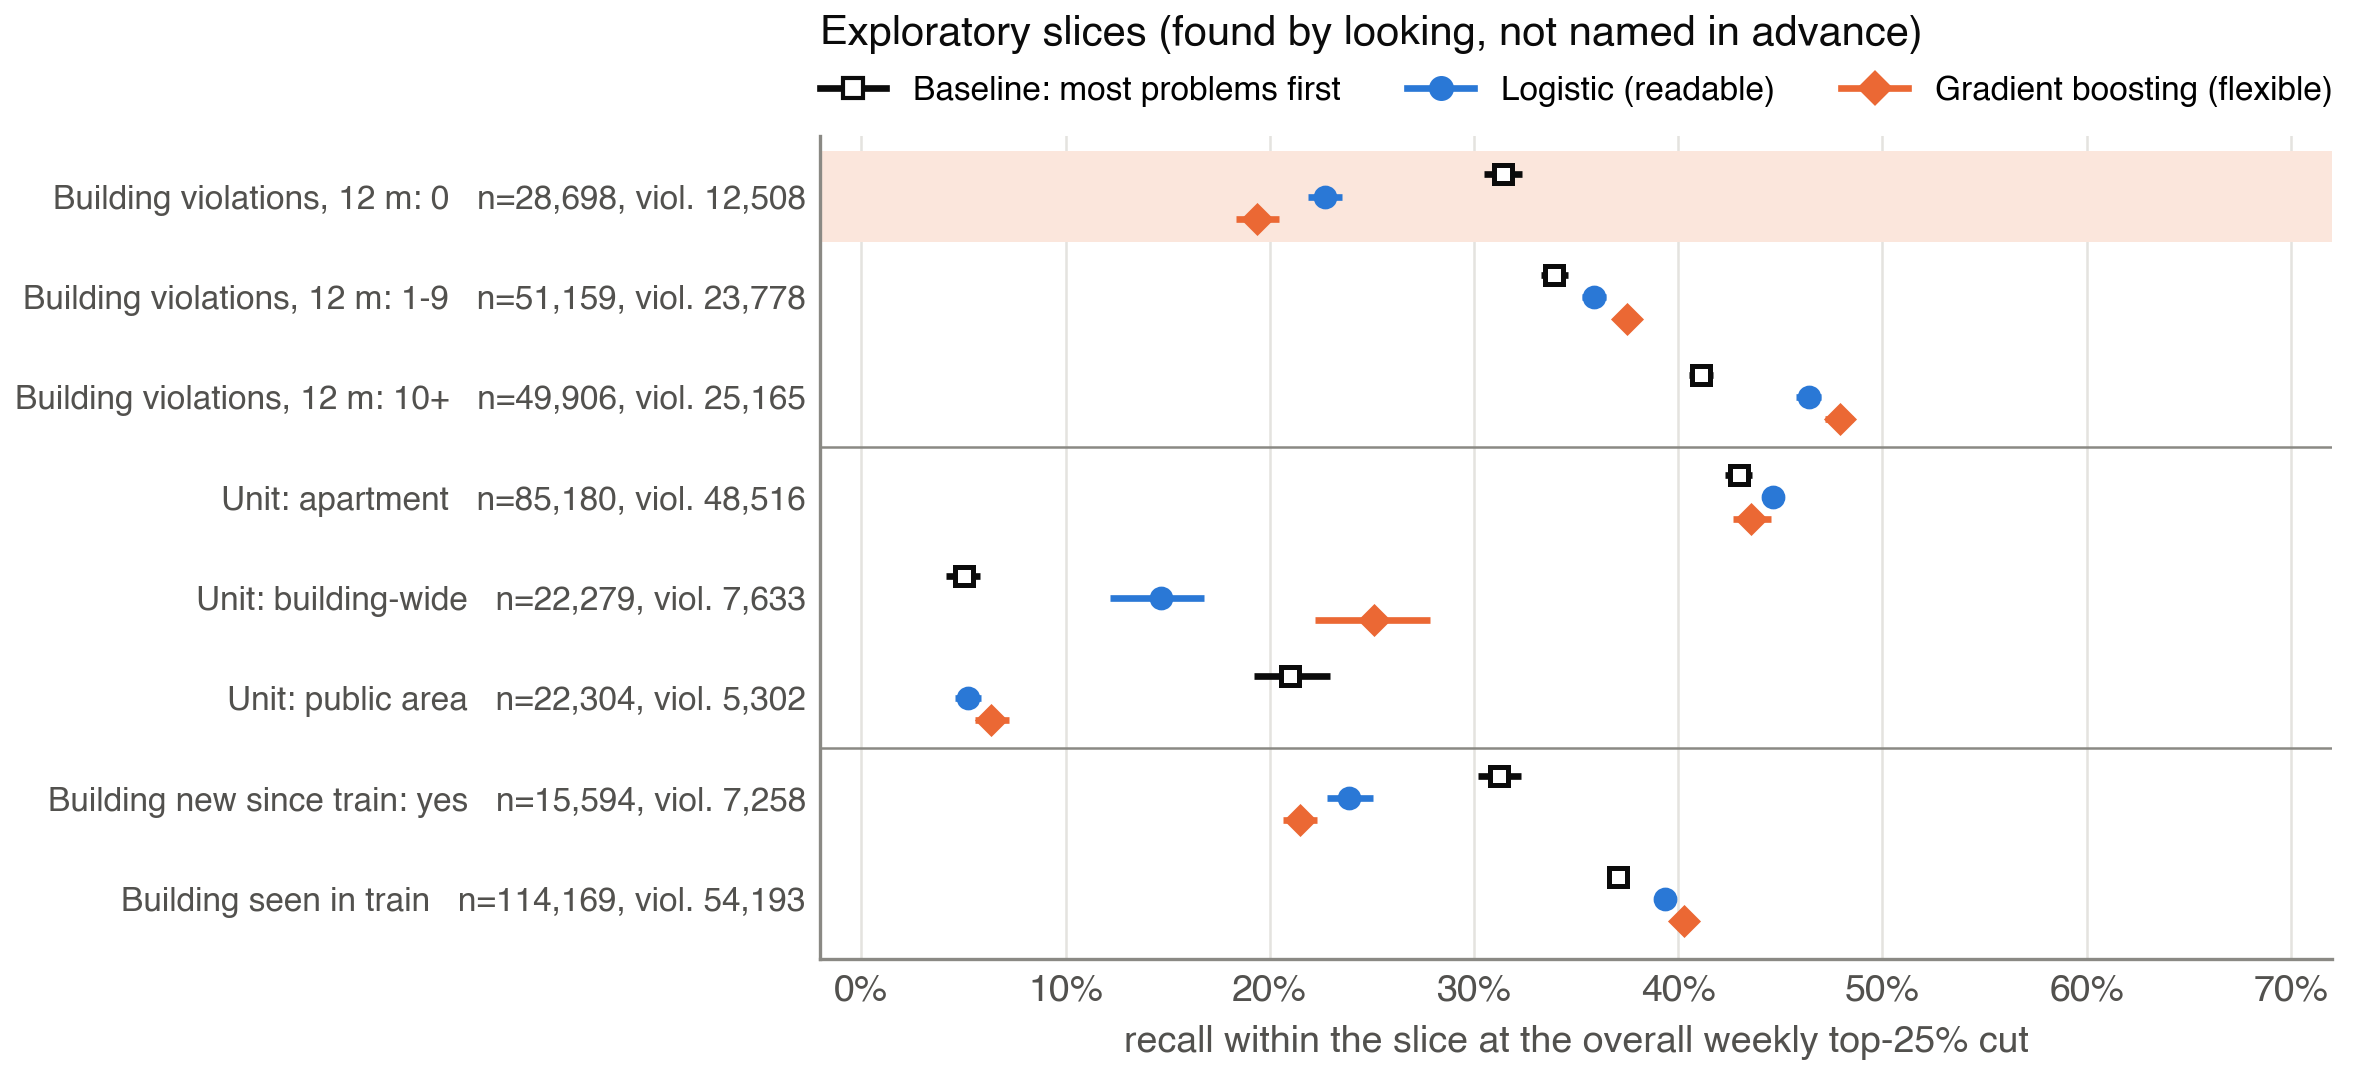 Exploratory slices (found by looking, not named in advance)
Baseline: most problems first Logistic (readable) Gradient boosting (flexible)
Building violations, 12 m: 0 n=28,698, viol. 12,508
Building violations, 12 m: 1-9 n=51,159, viol. 23,778
Building violations, 12 m: 10+ n=49,906, viol. 25,165
Unit: apartment n=85,180, viol. 48,516
Unit: building-wide n=22,279, viol. 7,633
Unit: public area n=22,304, viol. 5,302
Building new since train: yes n=15,594, viol. 7,258
Building seen in train n=114,169, viol. 54,193
0% 10% 20% 30% 40% 50% 60% 70%
recall within the slice at the overall weekly top-25% cut